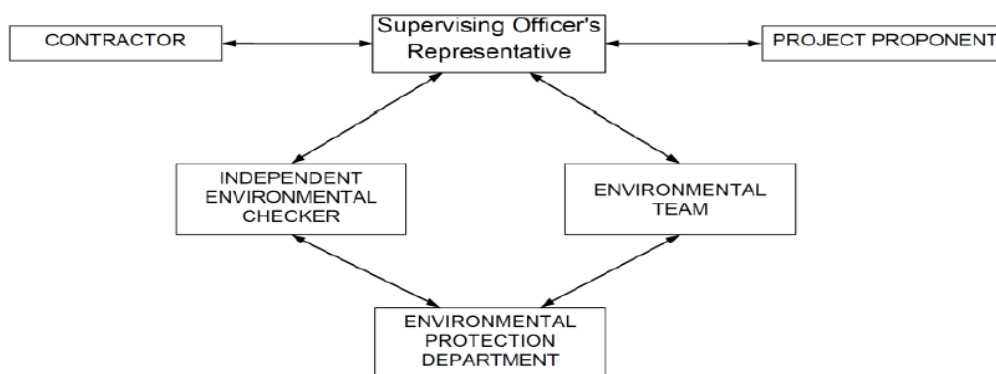 Supervising Officer's
Representative
CONTRACTOR
PROJECT PROPONENT
INDEPENDENT
ENVIRONMENTAL
CHECKER
ENVIRONMENTAL
TEAM
ENVIRONMENTAL
PROTECTION
DEPARTMENT